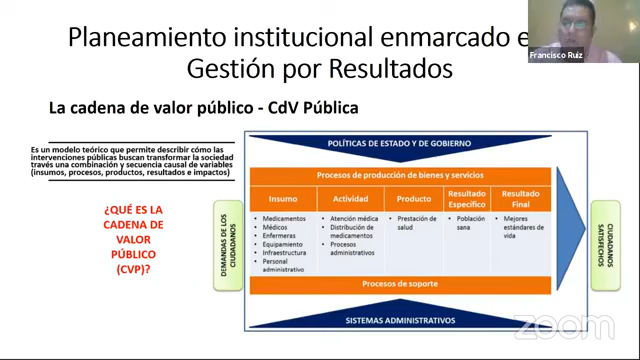 Planeamiento institucional enmarcado e
Gestión por Resultados
Francisco Ruiz
La cadena de valor público - CdV Pública
Es un modelo teórico que permite describir cómo las
intervenciones públicas buscan transformar la sociedad
través una combinación y secuencia causal de variables
(insumos, procesos, productos, resultados e impactos)
¿QUÉ ES LA
CADENA DE
VALOR
PÚBLICO
(CVP)?
DEMANDAS DE LOS
CIUDADANOS
POLÍTICAS DE ESTADO Y DE GOBIERNO
Procesos de producción de bienes y servicios
Insumo
Actividad
Producto
Resultado
Específico
Resultado
Final
• Medicamentos
• Médicos
• Enfermeras
• Equipamiento
• Infraestructura
• Personal
administrativo
• Atención médica
• Distribución de
medicamentos
• Procesos
administrativos
• Prestación de
salud
• Población
sana
• Mejores
estándares de
vida
Procesos de soporte
SISTEMAS ADMINISTRATIVOS
CIUDADANOS
SATISFECHOS
zoom